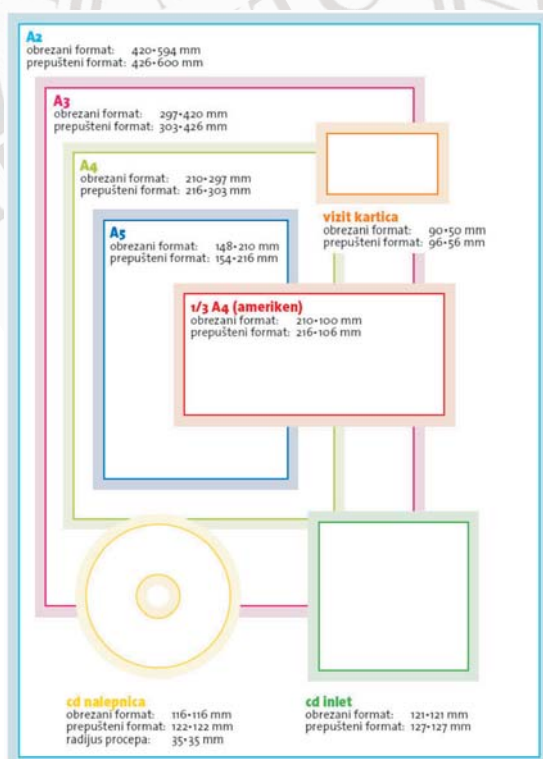 A2
obrezani format: 420•594 mm
prepušteni format: 426•600 mm
A3
obrezani format: 297•420 mm
prepušteni format: 303•426 mm
A4
obrezani format: 210•297 mm
prepušteni format: 216•303 mm
vizit kartica
obrezani format: 90•50 mm
prepušteni format: 96•56 mm
A5
obrezani format: 148•210 mm
prepušteni format: 154•216 mm
1/3 A4 (ameriken)
obrezani format: 210•100 mm
prepušteni format: 216•106 mm
cd nalepnica
obrezani format: 116•116 mm
prepušteni format: 122•122 mm
radijus procepa: 35•35 mm
cd inlet
obrezani format: 121•121 mm
prepušteni format: 127•127 mm